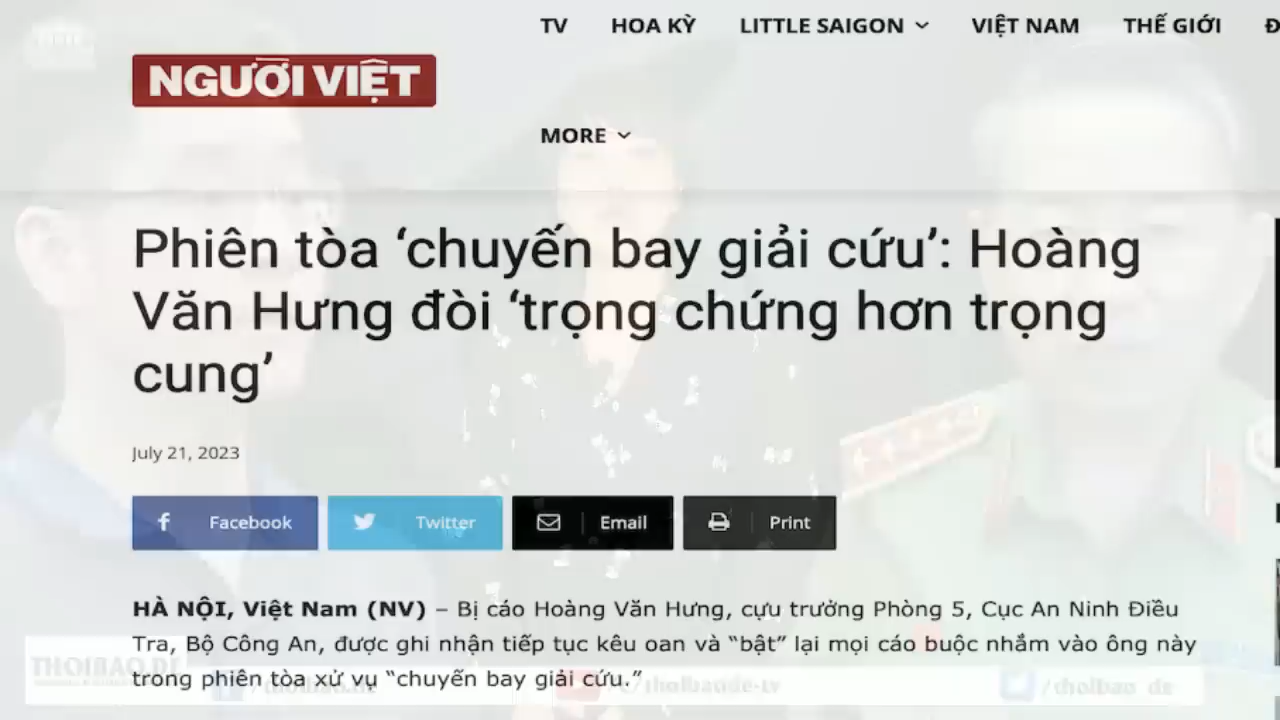 TV HOA KỲ LITTLE SAIGON VIỆT NAM THẾ GIỚI
NGƯỜI VIỆT
MORE
Phiên tòa ‘chuyến bay giải cứu’: Hoàng
Văn Hưng đòi ‘trọng chứng hơn trọng
cung’
July 21, 2023
Facebook Twitter Email Print
HÀ NỘI, Việt Nam (NV) – Bị cáo Hoàng Văn Hưng, cựu trưởng Phòng 5, Cục An Ninh Điều
Tra, Bộ Công An, được ghi nhận tiếp tục kêu oan và “bật” lại mọi cáo buộc nhắm vào ông này
trong phiên tòa xử vụ “chuyến bay giải cứu.”
THOIBAO.DE
/thoibao.de /thoibao_de